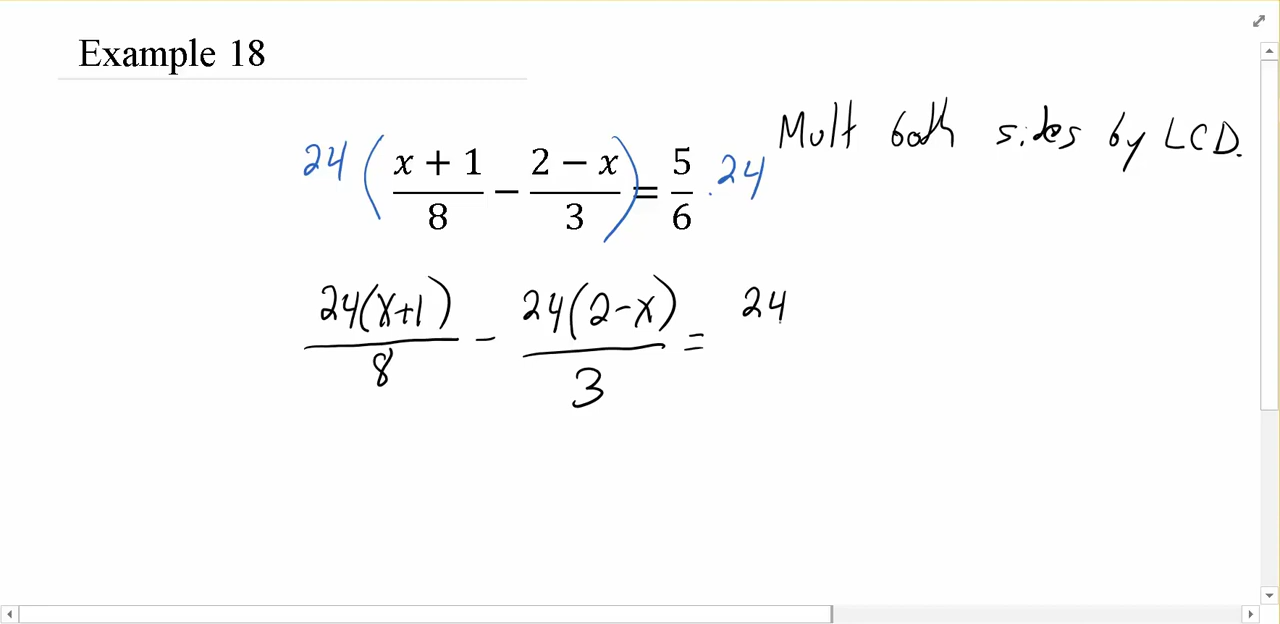 Example 18
Mult both sides by LCD.
24 ( (x + 1)/8 − (2 − x)/3 ) = 5/6 · 24
24(x+1)/8 − 24(2−x)/3 = 24